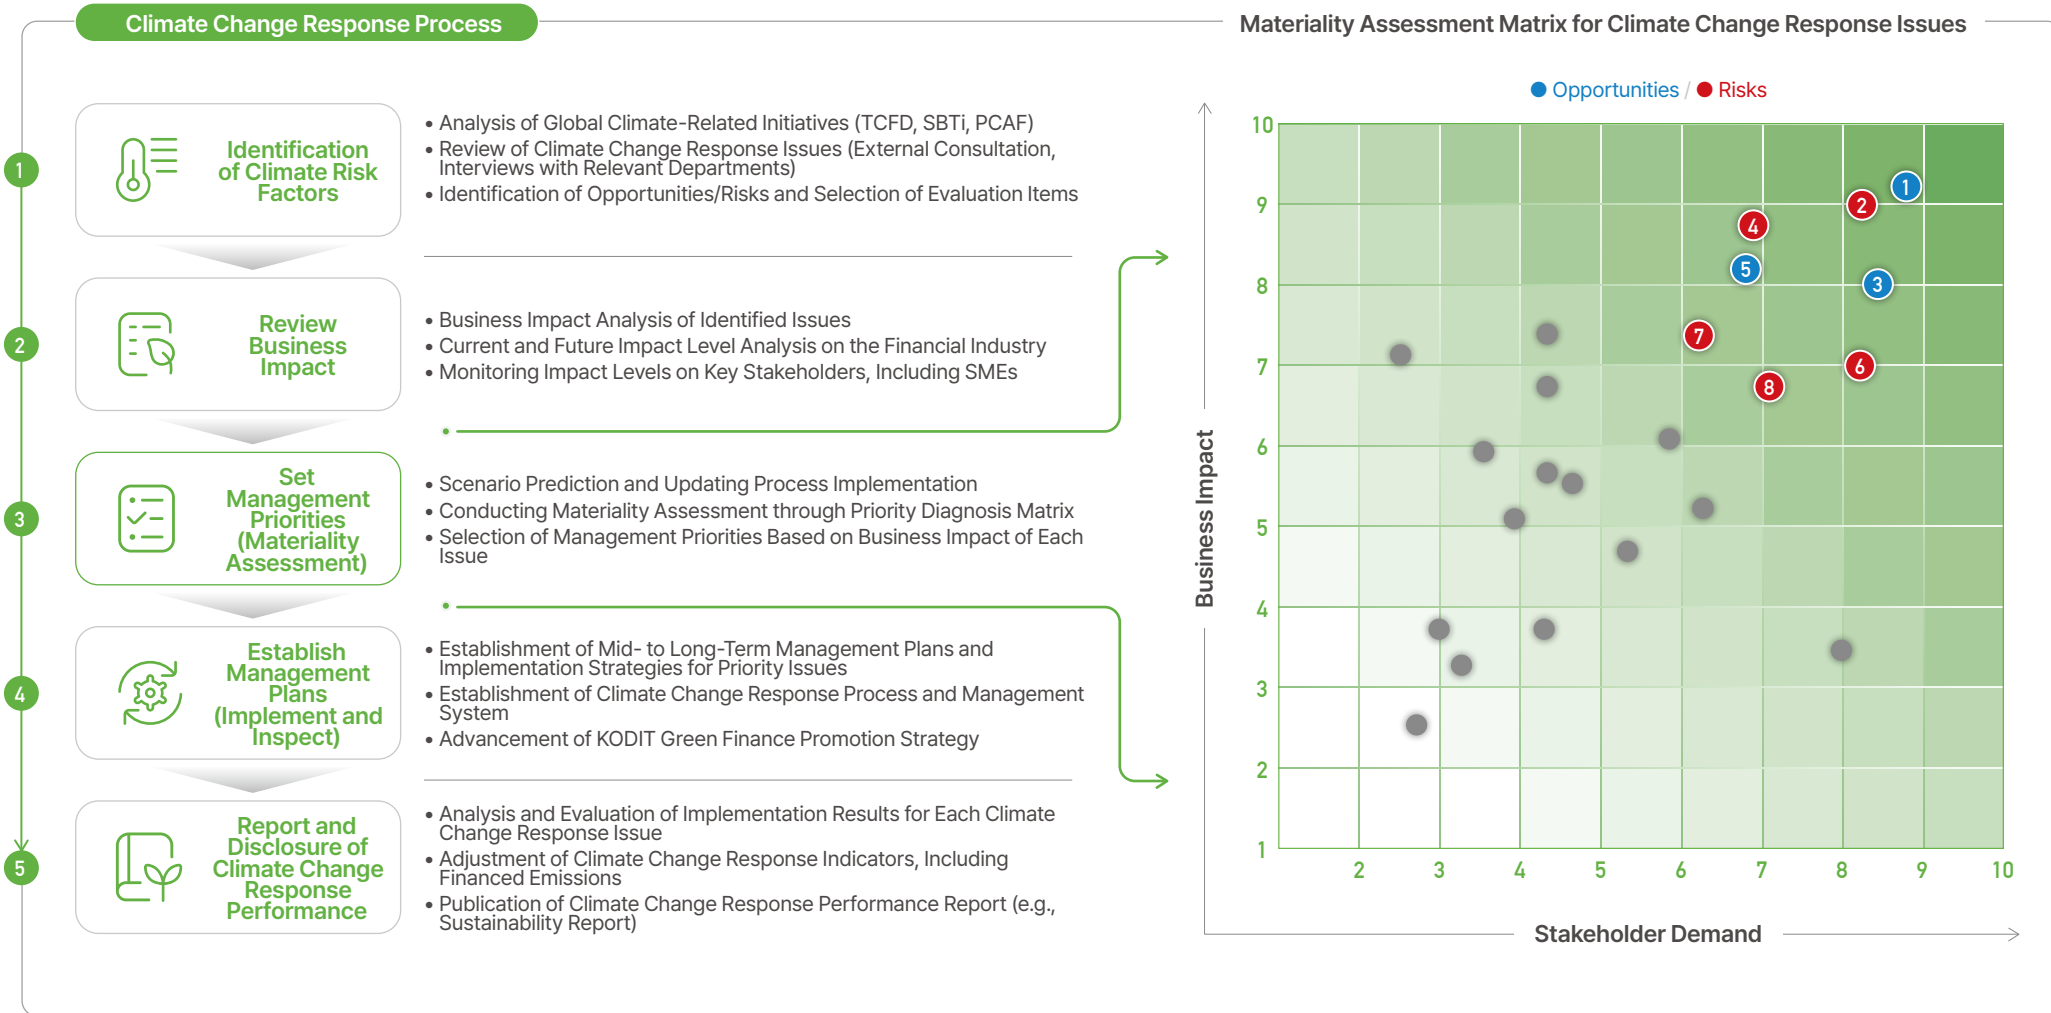 Climate Change Response Process
1
Identification
of Climate Risk
Factors
• Analysis of Global Climate-Related Initiatives (TCFD, SBTi, PCAF)
• Review of Climate Change Response Issues (External Consultation,
Interviews with Relevant Departments)
• Identification of Opportunities/Risks and Selection of Evaluation Items
2
Review
Business
Impact
• Business Impact Analysis of Identified Issues
• Current and Future Impact Level Analysis on the Financial Industry
• Monitoring Impact Levels on Key Stakeholders, Including SMEs
3
Set
Management
Priorities
(Materiality
Assessment)
• Scenario Prediction and Updating Process Implementation
• Conducting Materiality Assessment through Priority Diagnosis Matrix
• Selection of Management Priorities Based on Business Impact of Each
Issue
4
Establish
Management
Plans
(Implement and
Inspect)
• Establishment of Mid- to Long-Term Management Plans and
Implementation Strategies for Priority Issues
• Establishment of Climate Change Response Process and Management
System
• Advancement of KODIT Green Finance Promotion Strategy
5
Report and
Disclosure of
Climate Change
Response
Performance
• Analysis and Evaluation of Implementation Results for Each Climate
Change Response Issue
• Adjustment of Climate Change Response Indicators, Including
Financed Emissions
• Publication of Climate Change Response Performance Report (e.g.,
Sustainability Report)
Materiality Assessment Matrix for Climate Change Response Issues
Opportunities / Risks
Business Impact
10
9
8
7
6
5
4
3
2
1
1
2
4
5
3
7
6
8
2 3 4 5 6 7 8 9 10
Stakeholder Demand